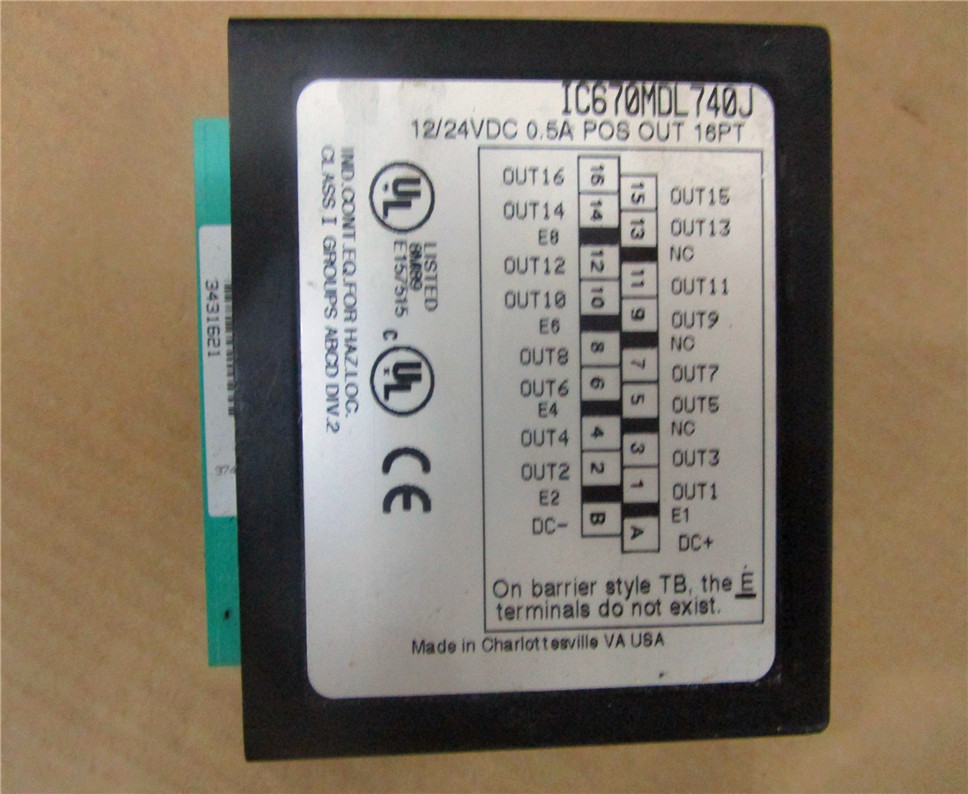 IC670MDL740J
12/24VDC 0.5A POS OUT 16PT
OUT16 16 15 OUT15
OUT14 14 13 OUT13
E8 NC
OUT12 12 11 OUT11
OUT10 10 9 OUT9
E6 NC
OUT8 8 7 OUT7
OUT6 6 5 OUT5
E4 NC
OUT4 4 3 OUT3
OUT2 2 1 OUT1
E2 E1
DC- B A DC+
On barrier style TB, the E
terminals do not exist.
Made in Charlottesville VA USA
UL
LISTED
E157515
C UL
CE
IND.CONT.EQ.FOR HAZ.LOC.
CLASS I GROUPS ABCD DIV.2
3431621